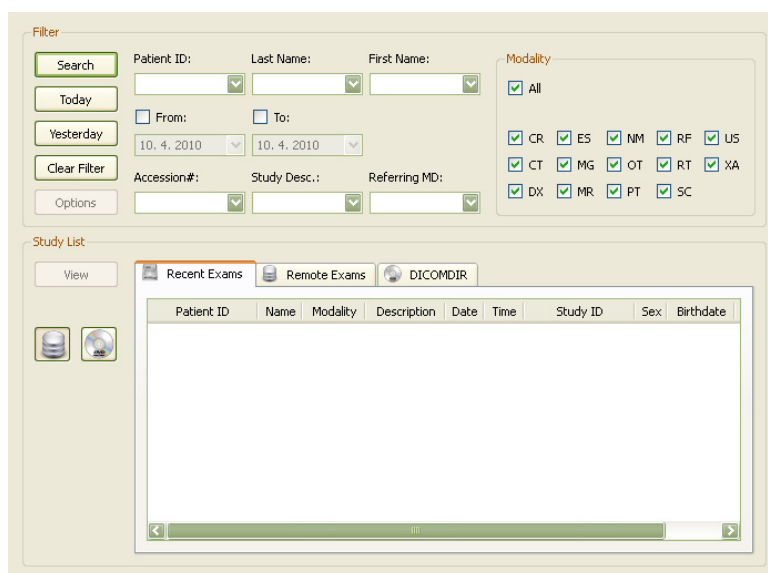 Filter
Search
Today
Yesterday
Clear Filter
Options
Patient ID: Last Name: First Name:
From: To:
10. 4. 2010 10. 4. 2010
Accession#: Study Desc.: Referring MD:
Modality
All
CR ES NM RF US
CT MG OT RT XA
DX MR PT SC
Study List
View
Recent Exams Remote Exams DICOMDIR
Patient ID Name Modality Description Date Time Study ID Sex Birthdate
DVD